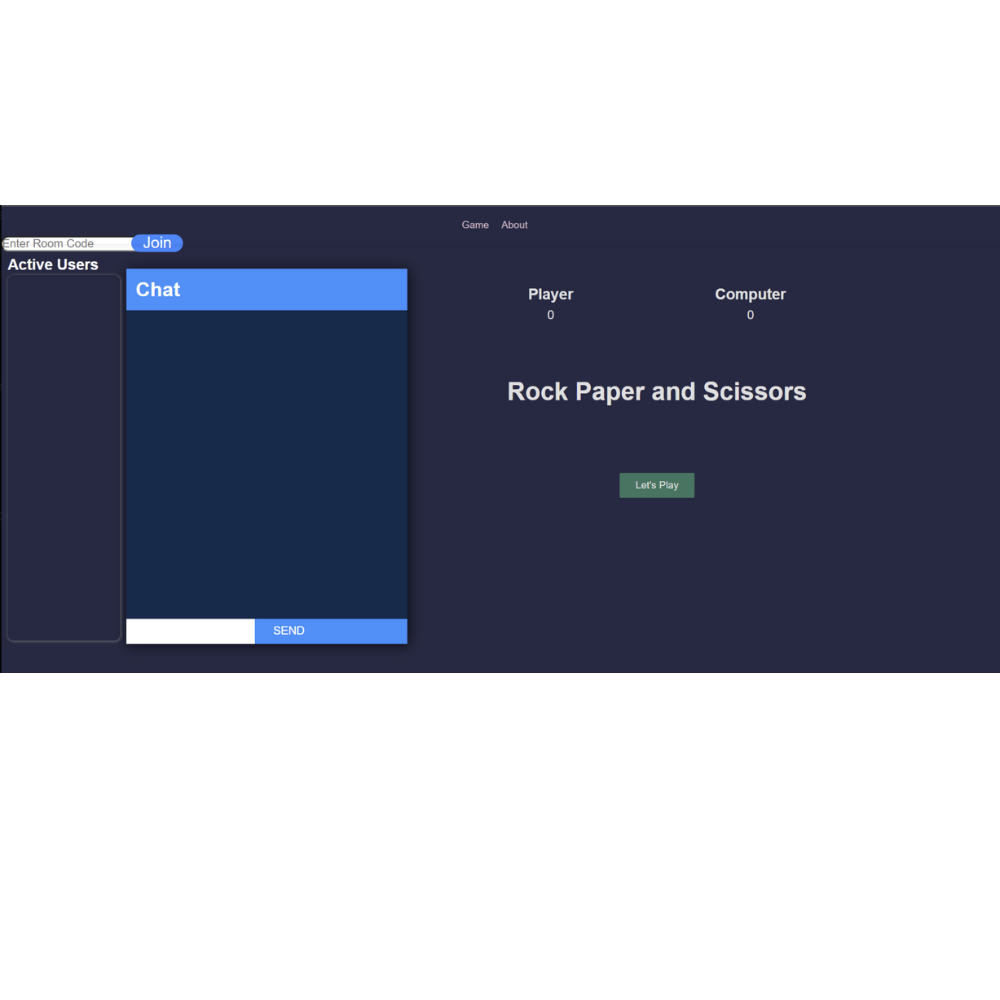 Game About
Enter Room Code Join
Active Users
Chat
SEND
Player Computer
0 0
Rock Paper and Scissors
Let's Play